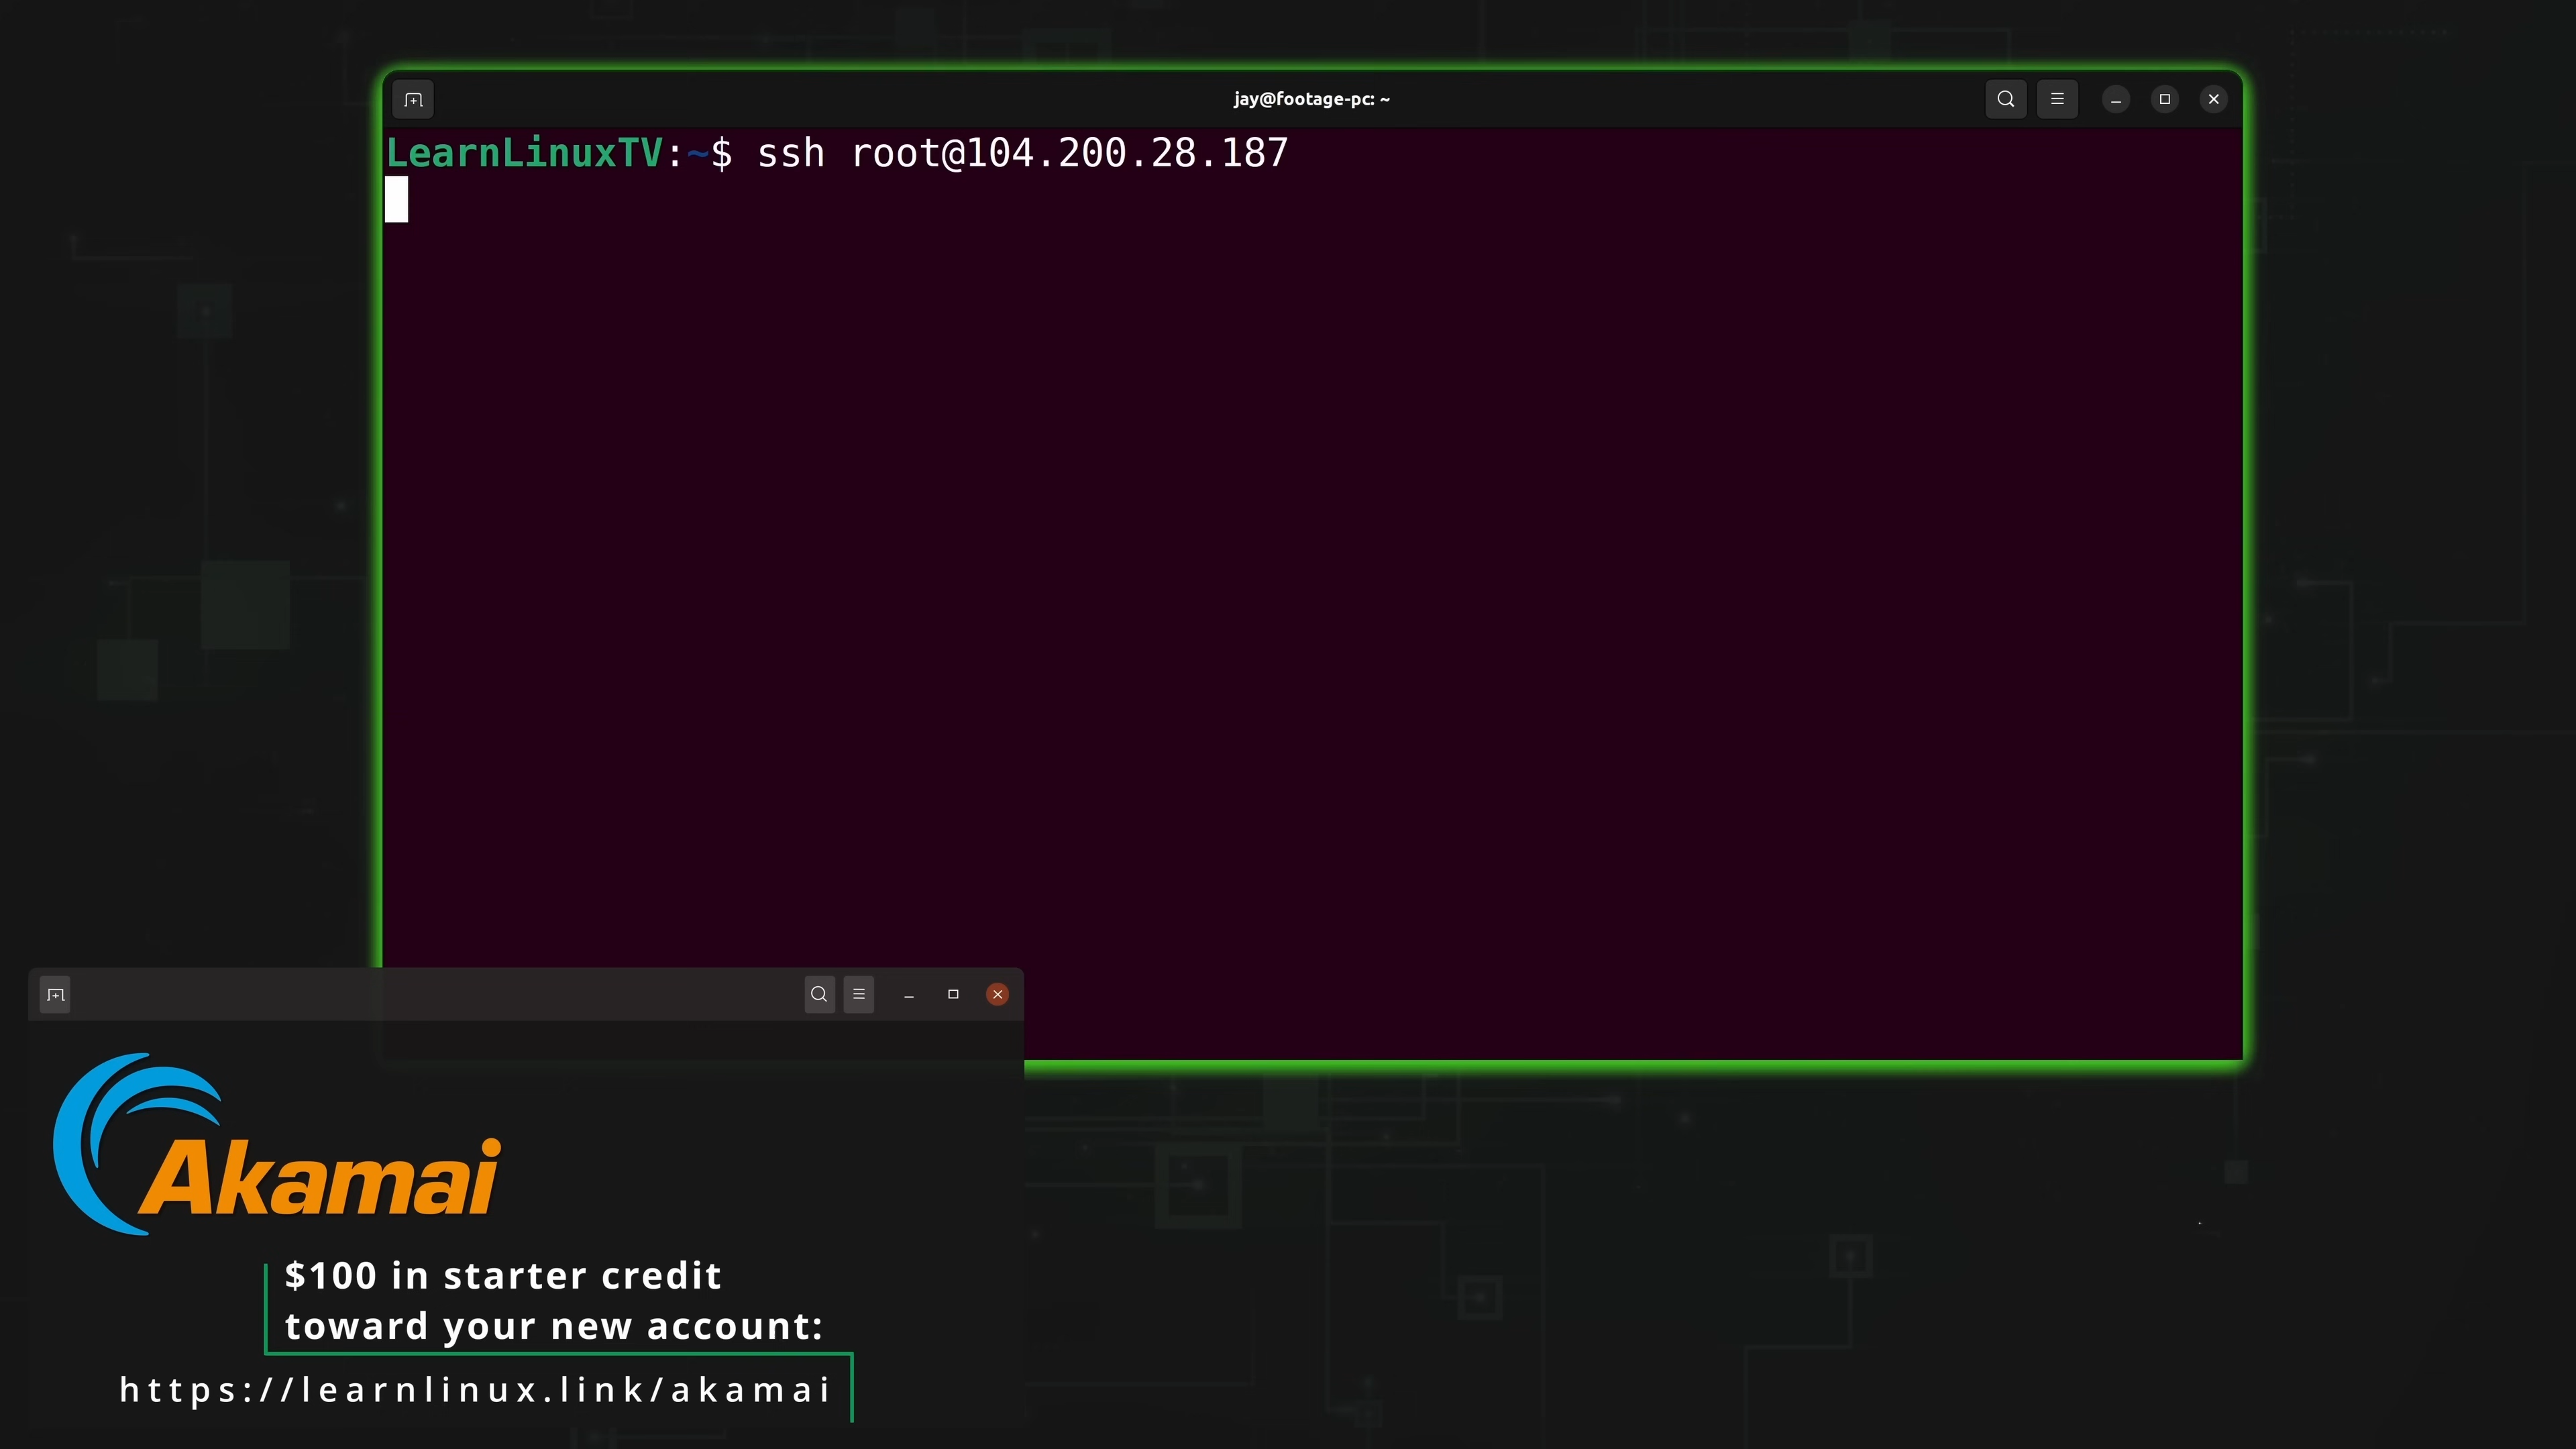 jay@footage-pc: ~
LearnLinuxTV:~$ ssh root@104.200.28.187
Akamai
$100 in starter credit
toward your new account:
https://learnlinux.link/akamai